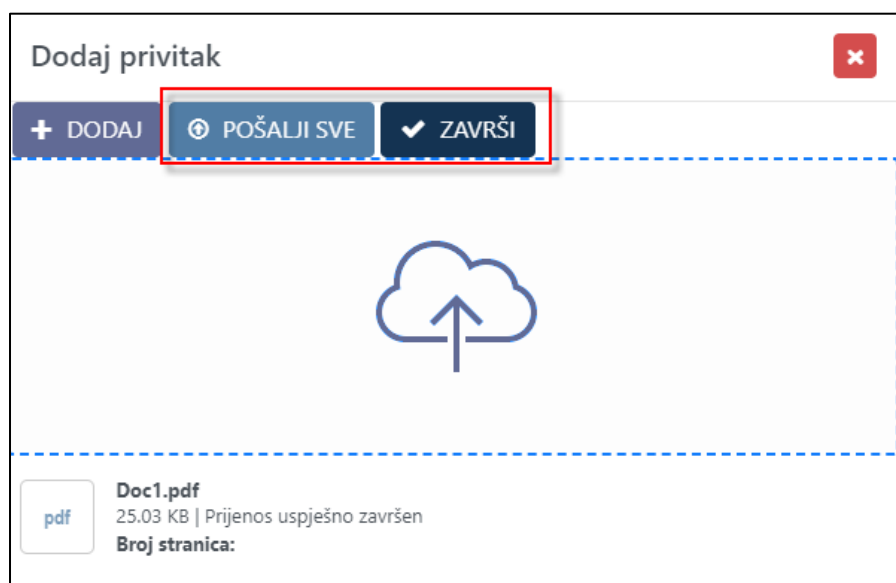 Dodaj privitak
DODAJ POŠALJI SVE ZAVRŠI
pdf
Doc1.pdf
25.03 KB | Prijenos uspješno završen
Broj stranica: